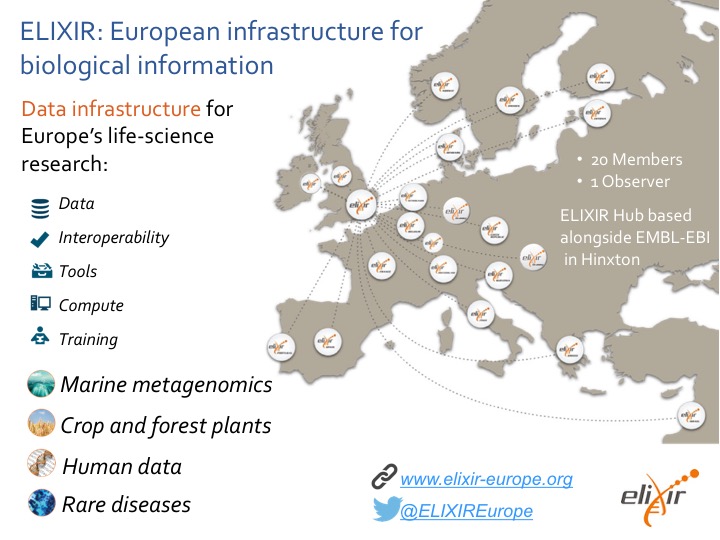 ELIXIR: European infrastructure for
biological information
Data infrastructure for
Europe's life-science
research:
Data
Interoperability
Tools
Compute
Training
Marine metagenomics
Crop and forest plants
Human data
Rare diseases
• 20 Members
• 1 Observer
ELIXIR Hub based
alongside EMBL-EBI
in Hinxton
www.elixir-europe.org
@ELIXIREurope
elixir